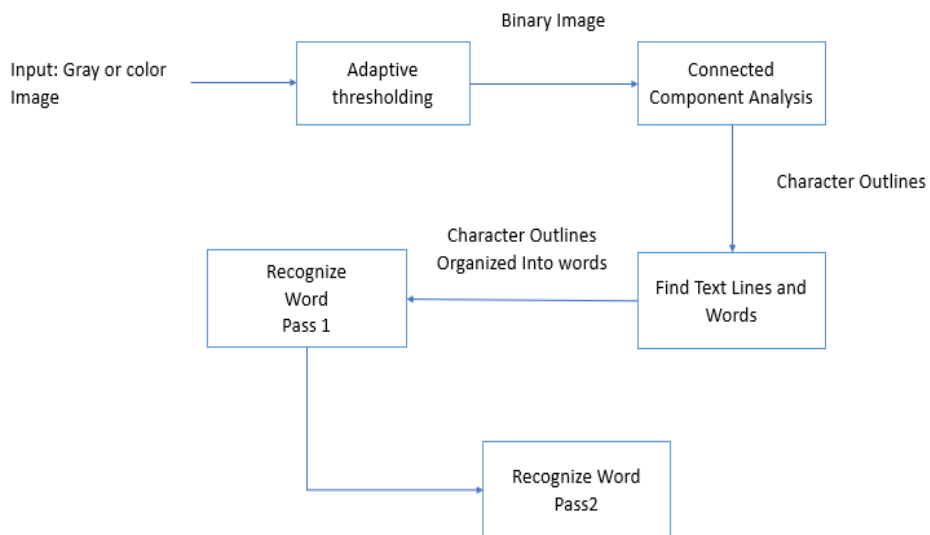 Binary Image
Input: Gray or color
Image
Adaptive
thresholding
Connected
Component Analysis
Character Outlines
Character Outlines
Organized Into words
Find Text Lines and
Words
Recognize
Word
Pass 1
Recognize Word
Pass2